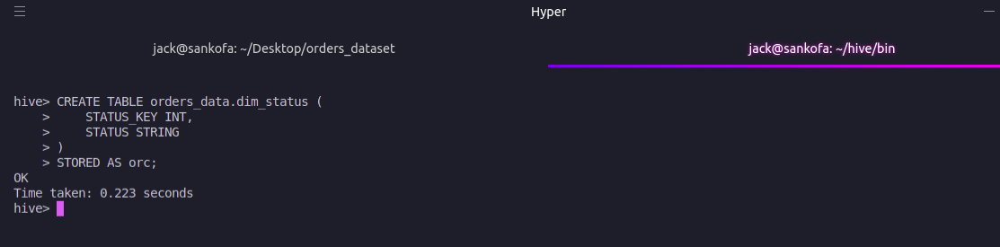 Hyper
jack@sankofa: ~/Desktop/orders_dataset
jack@sankofa: ~/hive/bin
hive> CREATE TABLE orders_data.dim_status (
    >     STATUS_KEY INT,
    >     STATUS STRING
    > )
    > STORED AS orc;
OK
Time taken: 0.223 seconds
hive>